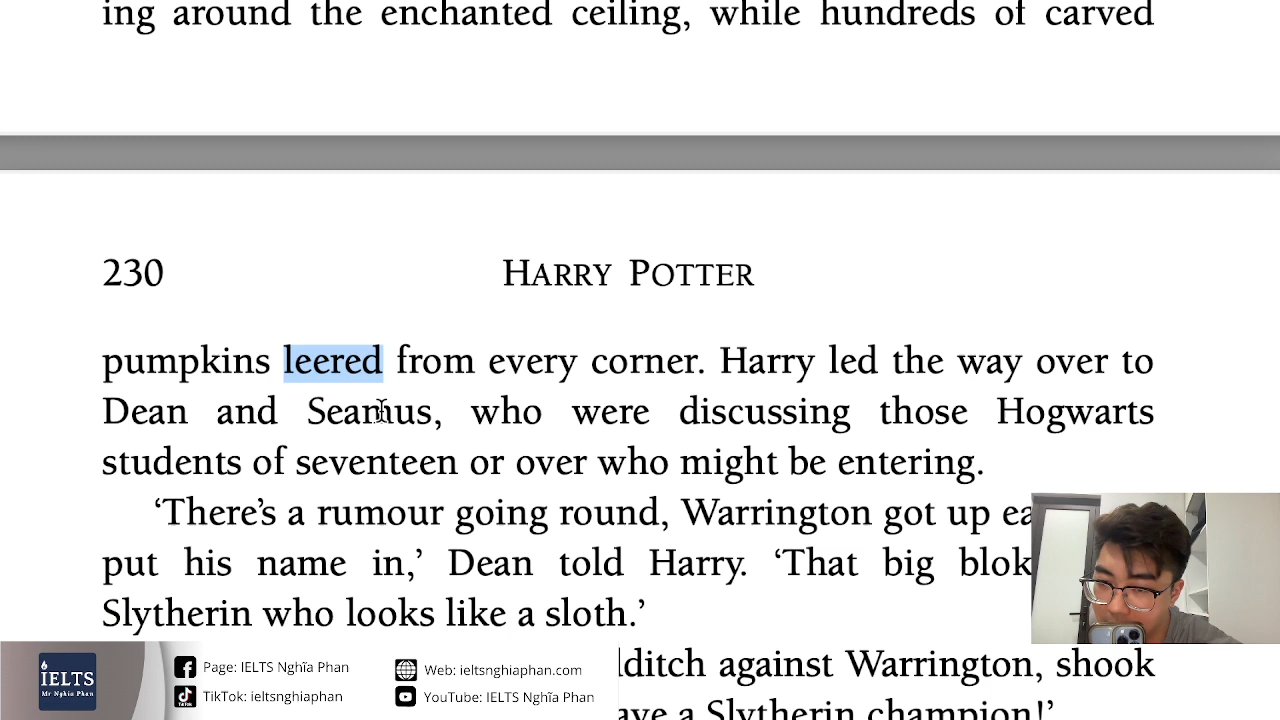 ing around the enchanted ceiling, while hundreds of carved
230
HARRY POTTER
pumpkins leered from every corner. Harry led the way over to
Dean and Seamus, who were discussing those Hogwarts
students of seventeen or over who might be entering.
‘There’s a rumour going round, Warrington got up
put his name in,’ Dean told Harry. ‘That big
Slytherin who looks like a sloth.’
against Warrington, shook
a Slytherin champion!’
IELTS
Mr Nghia Phan
Page: IELTS Nghĩa Phan
TikTok: ieltsnghiaphan
Web: ieltsnghiaphan.com
YouTube: IELTS Nghĩa Phan